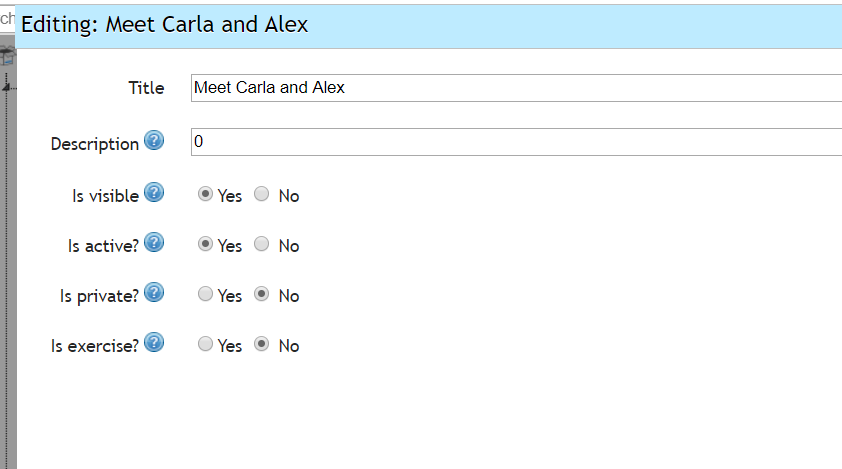 ch
Editing: Meet Carla and Alex
Title Meet Carla and Alex
Description ? 0
Is visible ? Yes No
Is active? ? Yes No
Is private? ? Yes No
Is exercise? ? Yes No